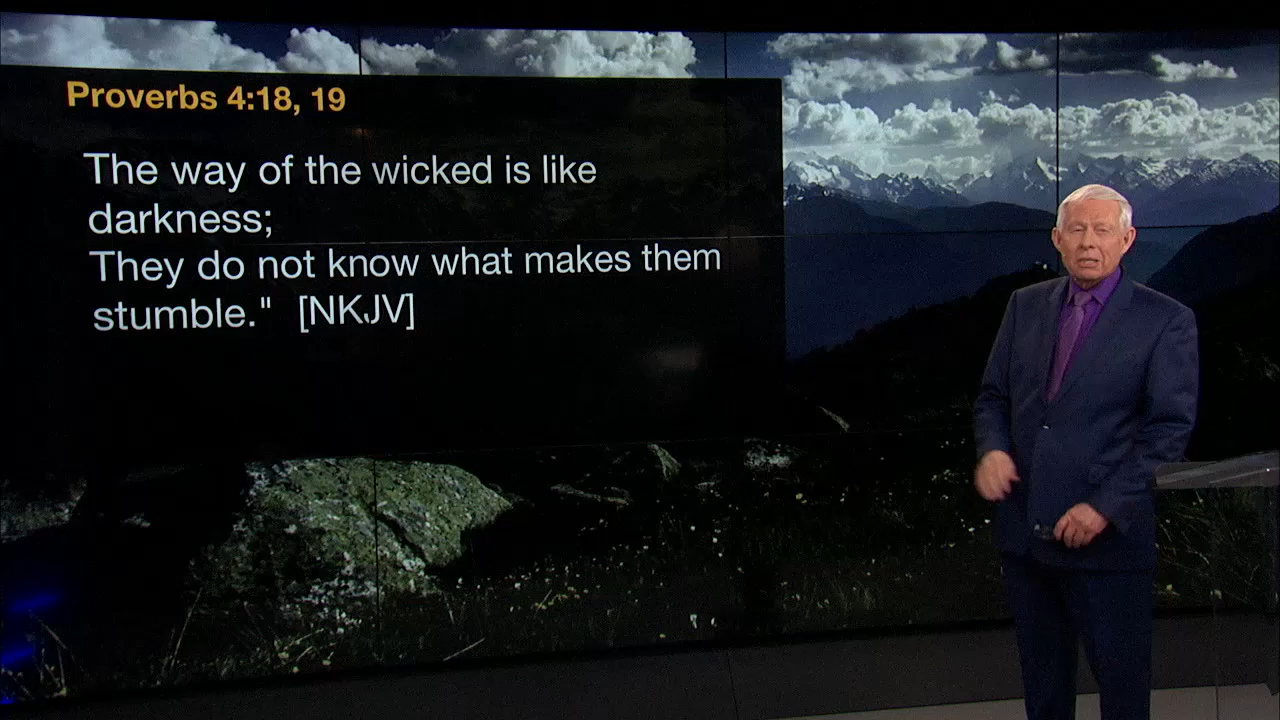 Proverbs 4:18, 19
The way of the wicked is like
darkness;
They do not know what makes them
stumble." [NKJV]